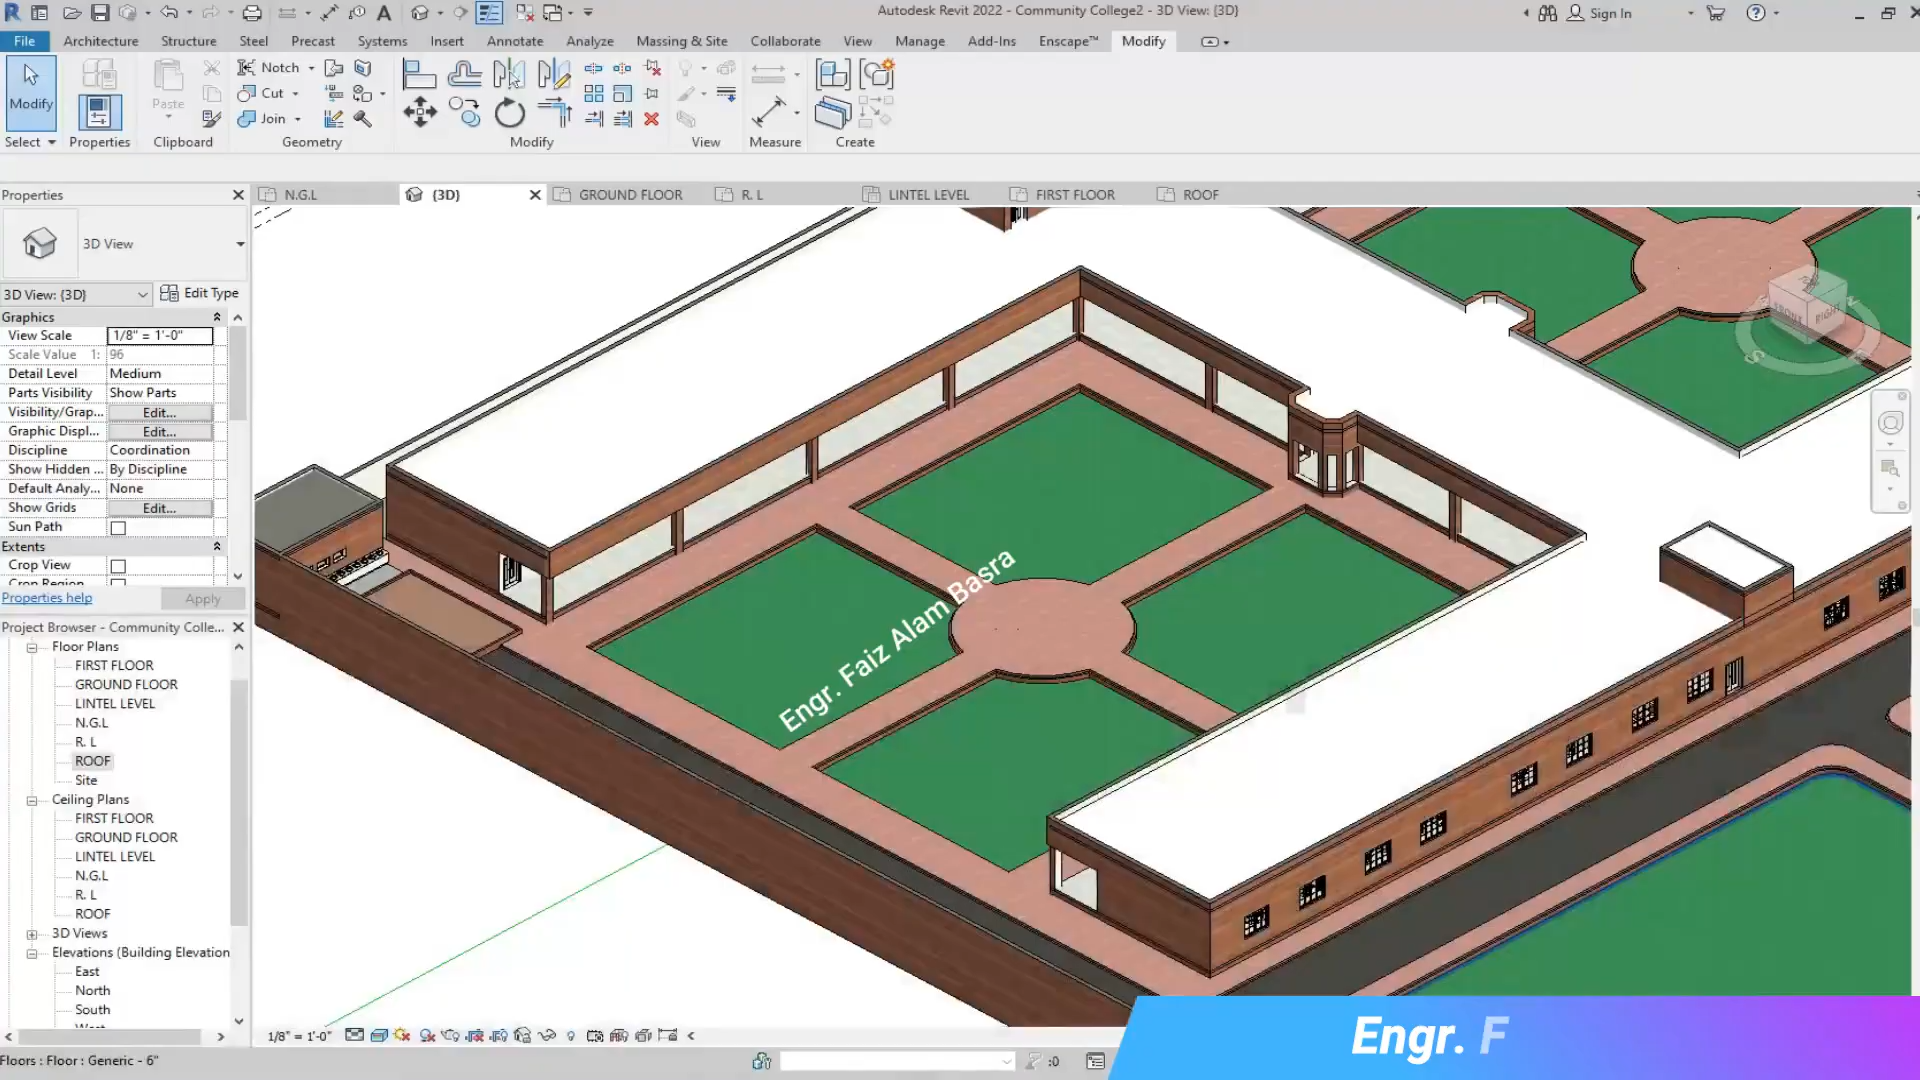 Autodesk Revit 2022 - Community College2 - 3D View: {3D}
Sign In
File Architecture Structure Steel Precast Systems Insert Annotate Analyze Massing & Site Collaborate View Manage Add-Ins Enscape™ Modify
Modify
Notch
Cut
Join
Paste
Select Properties Clipboard Geometry Modify View Measure Create
Properties
N.G.L {3D} GROUND FLOOR R. L LINTEL LEVEL FIRST FLOOR ROOF
3D View
3D View: {3D} Edit Type
Graphics
View Scale 1/8" = 1'-0"
Scale Value 1: 96
Detail Level Medium
Parts Visibility Show Parts
Visibility/Grap... Edit...
Graphic Displ... Edit...
Discipline Coordination
Show Hidden ... By Discipline
Default Analy... None
Show Grids Edit...
Sun Path
Extents
Crop View
Crop Region
Properties help Apply
Project Browser - Community Colle...
Floor Plans
FIRST FLOOR
GROUND FLOOR
LINTEL LEVEL
N.G.L
R. L
ROOF
Site
Ceiling Plans
FIRST FLOOR
GROUND FLOOR
LINTEL LEVEL
N.G.L
R. L
ROOF
3D Views
Elevations (Building Elevation
East
North
South
West
FRONT RIGHT
Engr. Faiz Alam Basra
1/8" = 1'-0"
Floors : Floor : Generic - 6"
:0
Engr. F